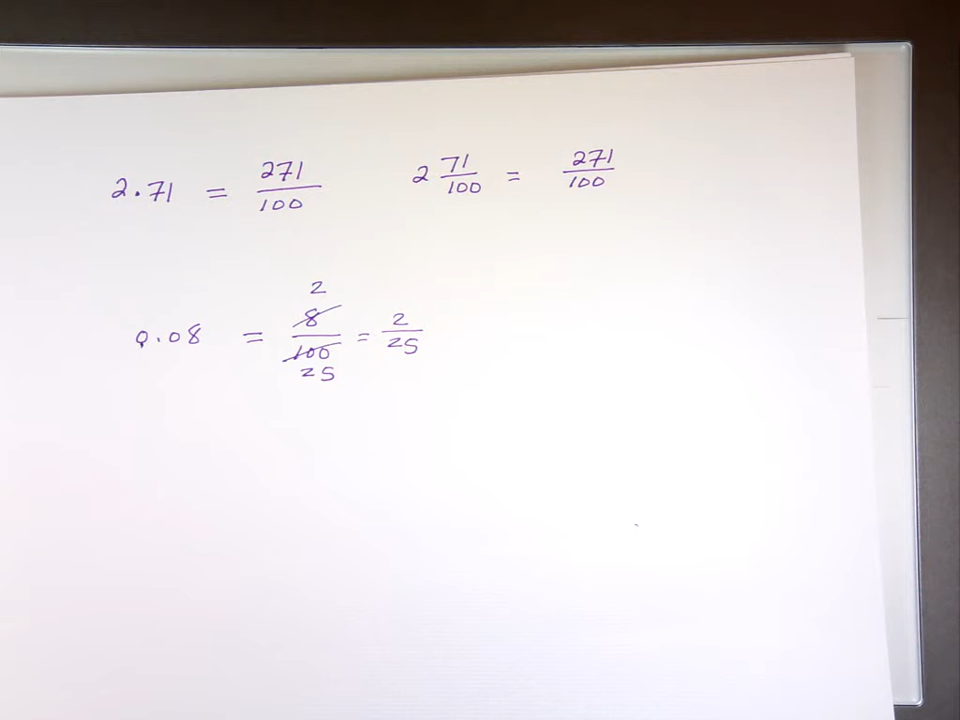 2.71 = 271/100    2 71/100 = 271/100
2
0.08 = 8/100 = 2/25
25